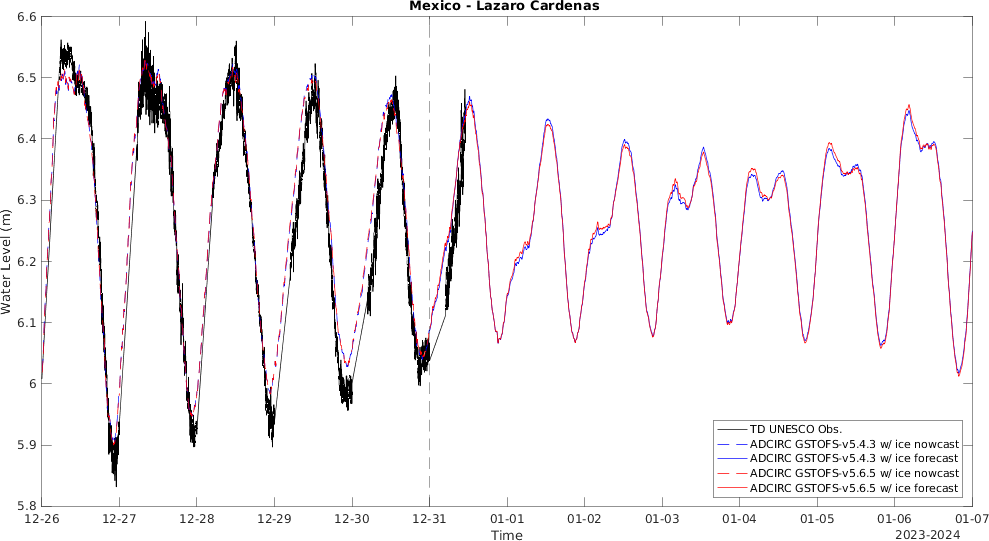 Mexico - Lazaro Cardenas
6.6
6.5
6.4
6.3
6.2
6.1
6
5.9
5.8
Water Level (m)
TD UNESCO Obs.
ADCIRC GSTOFS-v5.4.3 w/ ice nowcast
ADCIRC GSTOFS-v5.4.3 w/ ice forecast
ADCIRC GSTOFS-v5.6.5 w/ ice nowcast
ADCIRC GSTOFS-v5.6.5 w/ ice forecast
12-26 12-27 12-28 12-29 12-30 12-31 01-01 01-02 01-03 01-04 01-05 01-06 01-07
Time
2023-2024